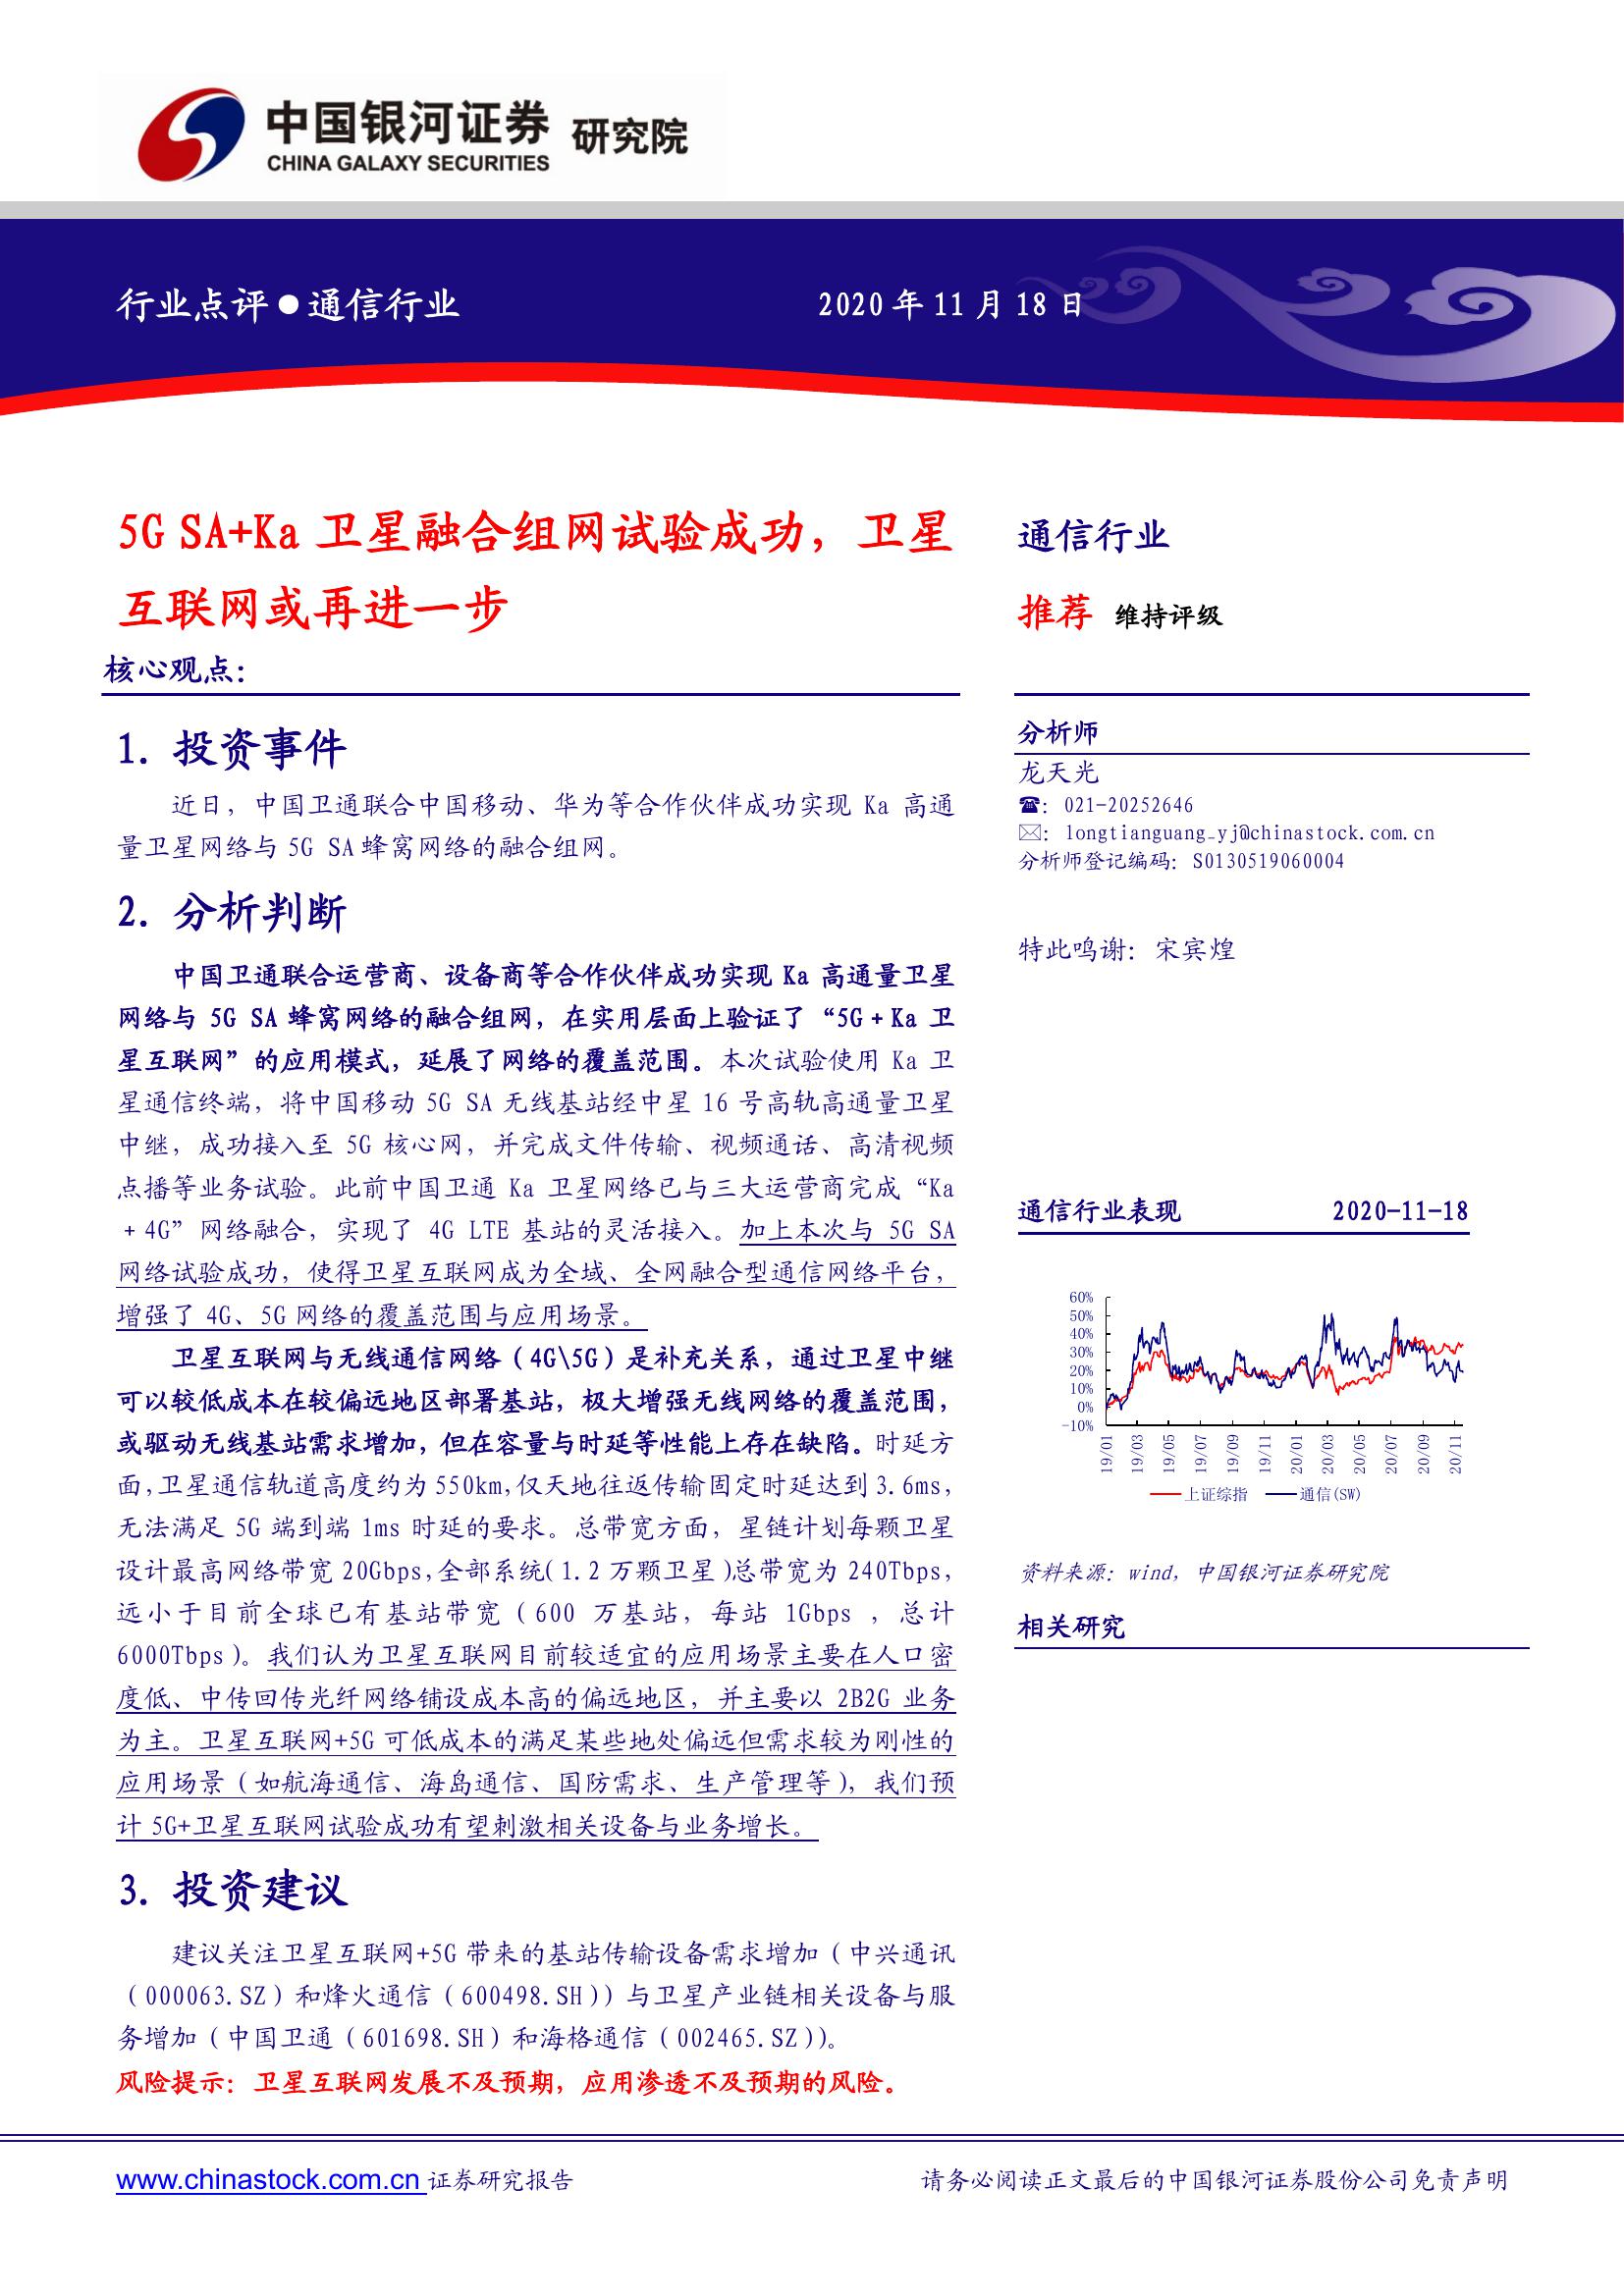 中国银河证券 研究院
CHINA GALAXY SECURITIES
行业点评●通信行业 2020 年 11 月 18 日
5G SA+Ka 卫星融合组网试验成功，卫星
互联网或再进一步
核心观点：
1. 投资事件
近日，中国卫通联合中国移动、华为等合作伙伴成功实现 Ka 高通
量卫星网络与 5G SA 蜂窝网络的融合组网。
2. 分析判断
中国卫通联合运营商、设备商等合作伙伴成功实现 Ka 高通量卫星
网络与 5G SA 蜂窝网络的融合组网，在实用层面上验证了“5G＋Ka 卫
星互联网”的应用模式，延展了网络的覆盖范围。本次试验使用 Ka 卫
星通信终端，将中国移动 5G SA 无线基站经中星 16 号高轨高通量卫星
中继，成功接入至 5G 核心网，并完成文件传输、视频通话、高清视频
点播等业务试验。此前中国卫通 Ka 卫星网络已与三大运营商完成“Ka
＋4G”网络融合，实现了 4G LTE 基站的灵活接入。加上本次与 5G SA
网络试验成功，使得卫星互联网成为全域、全网融合型通信网络平台，
增强了 4G、5G 网络的覆盖范围与应用场景。
卫星互联网与无线通信网络（4G\5G）是补充关系，通过卫星中继
可以较低成本在较偏远地区部署基站，极大增强无线网络的覆盖范围，
或驱动无线基站需求增加，但在容量与时延等性能上存在缺陷。时延方
面，卫星通信轨道高度约为 550km，仅天地往返传输固定时延达到 3.6ms，
无法满足 5G 端到端 1ms 时延的要求。总带宽方面，星链计划每颗卫星
设计最高网络带宽 20Gbps，全部系统（1.2 万颗卫星）总带宽为 240Tbps，
远小于目前全球已有基站带宽（600 万基站，每站 1Gbps ，总计
6000Tbps）。我们认为卫星互联网目前较适宜的应用场景主要在人口密
度低、中传回传光纤网络铺设成本高的偏远地区，并主要以 2B2G 业务
为主。卫星互联网+5G 可低成本的满足某些地处偏远但需求较为刚性的
应用场景（如航海通信、海岛通信、国防需求、生产管理等），我们预
计 5G+卫星互联网试验成功有望刺激相关设备与业务增长。
3. 投资建议
建议关注卫星互联网+5G 带来的基站传输设备需求增加（中兴通讯
（000063.SZ）和烽火通信（600498.SH））与卫星产业链相关设备与服
务增加（中国卫通（601698.SH）和海格通信（002465.SZ））。
风险提示：卫星互联网发展不及预期，应用渗透不及预期的风险。
通信行业
推荐 维持评级
分析师
龙天光
☎：021-20252646
✉：longtianguang_yj@chinastock.com.cn
分析师登记编码：S0130519060004
特此鸣谢：宋宾煌
通信行业表现 2020-11-18
60%
50%
40%
30%
20%
10%
0%
-10%
19/01 19/03 19/05 19/07 19/09 19/11 20/01 20/03 20/05 20/07 20/09 20/11
上证综指 通信(SW)
资料来源：wind，中国银河证券研究院
相关研究
www.chinastock.com.cn 证券研究报告 请务必阅读正文最后的中国银河证券股份公司免责声明